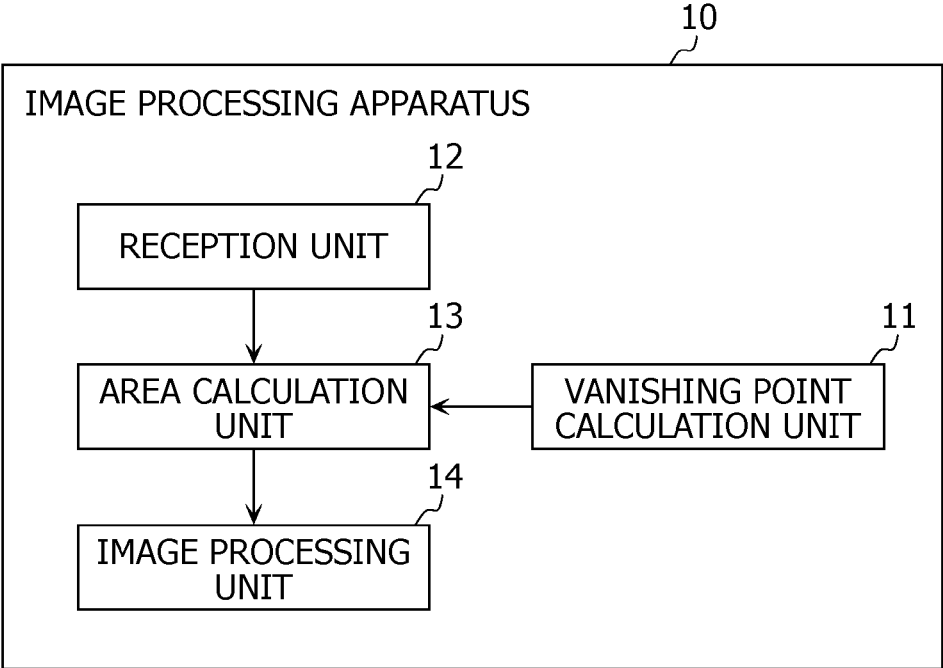 10
IMAGE PROCESSING APPARATUS
12
RECEPTION UNIT
13
AREA CALCULATION
UNIT
11
VANISHING POINT
CALCULATION UNIT
14
IMAGE PROCESSING
UNIT